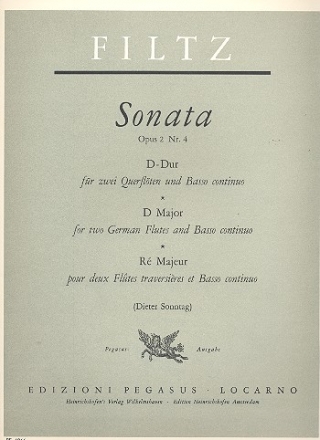 FILTZ
Sonata
Opus 2 Nr. 4
D-Dur
für zwei Querflöten und Basso continuo
*
D Major
for two German Flutes and Basso continuo
*
Ré Majeur
pour deux Flûtes traversières et Basso continuo
(Dieter Sonntag)
Pegasus- Ausgabe
EDIZIONI PEGASUS · LOCARNO
Heinrichshofen's Verlag Wilhelmshaven · Edition Heinrichshofen Amsterdam